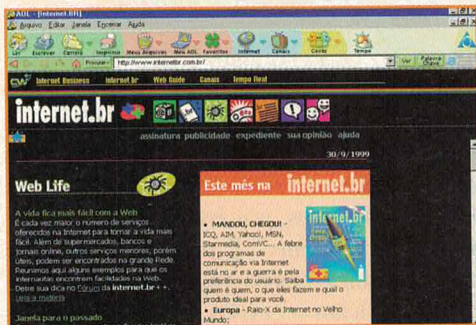 AOL - [internet.BR]
Arquivo Editar Janela Encerrar Ajuda
Ler Escrever Correio Imprimir Meus Arquivos Meu AOL Favoritos Internet Canais Gente Tempo
Procurar http://www.internetbr.com.br/ Ver Palavra-Chave
CW Internet Business internet.br Web Guide Canais Tempo Real
internet.br
assinatura publicidade expediente sua opinião ajuda
30/9/1999
Web Life
A vida fica mais fácil com a Web
É cada vez maior o número de serviços
oferecidos na Internet para tornar a vida mais
fácil. Além de supermercados, bancos e
jornais online, outros serviços menores, porém
úteis, podem ser encontrados na grande Rede.
Reunimos aqui alguns exemplos para que os
internautas encontrem facilidades na Web.
Deixe sua dica no Fórum da internet.br++.
Leia a matéria
Janela para o passado
Este mês na internet.br
internet.br
• MANDOU, CHEGOU! -
ICQ, AIM, Yahoo!, MSN,
Starmedia, ComVC... A febre
dos programas de
comunicação via Internet
está no ar e a guerra é pela
preferência do usuário. Saiba
quem é quem, o que eles fazem e qual o
produto ideal para você.
• Europa - Raio-X da Internet no Velho
Mundo;